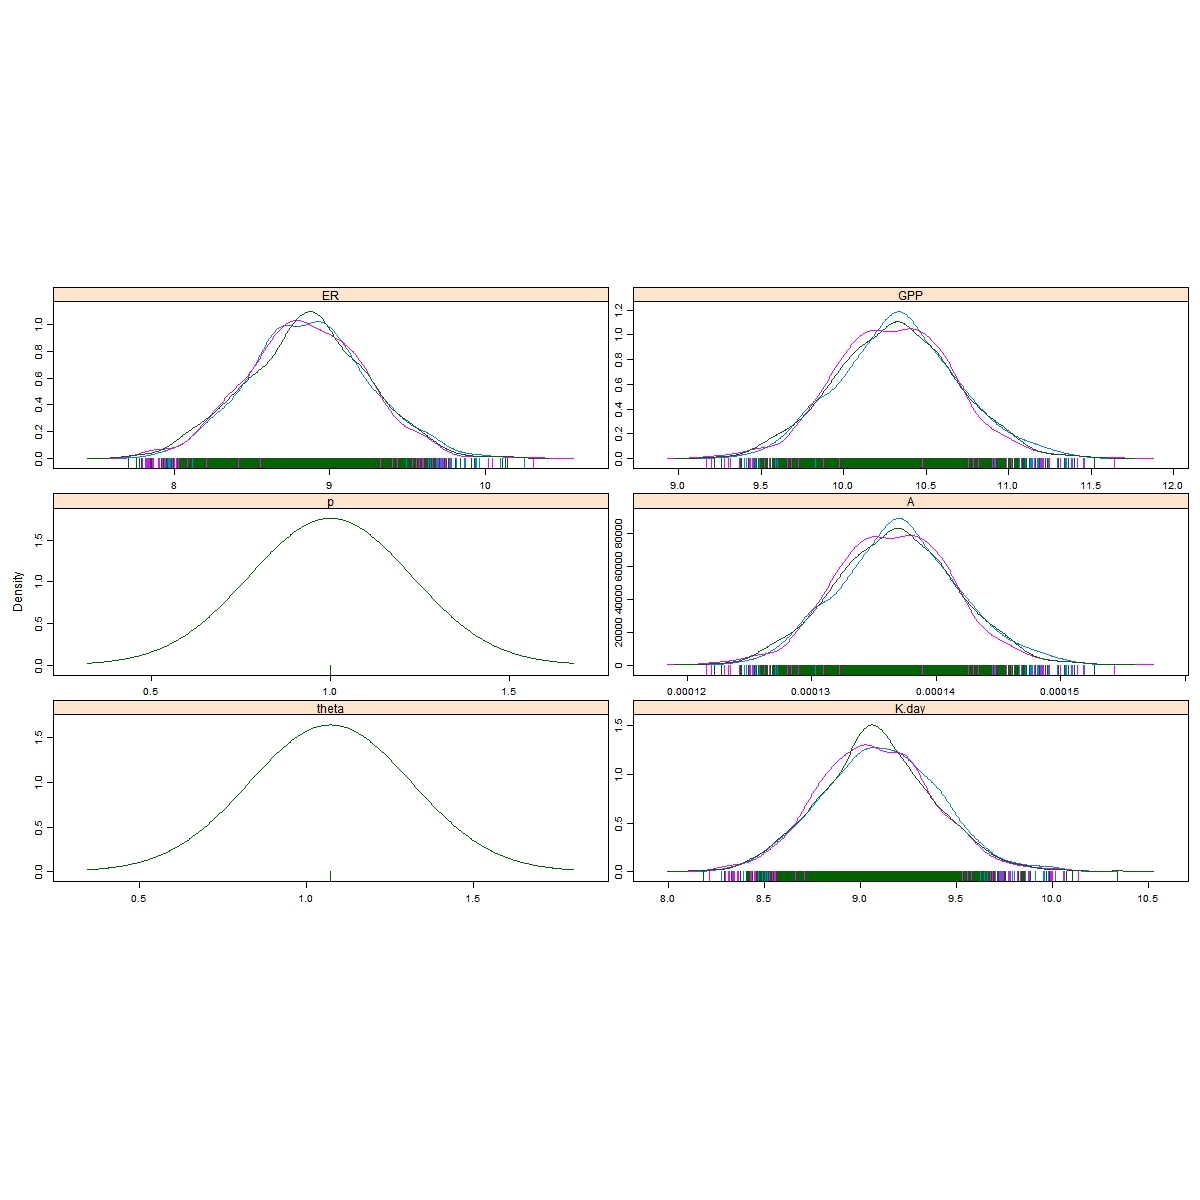 ER
GPP
0.0 0.2 0.4 0.6 0.8 1.0
0.0 0.2 0.4 0.6 0.8 1.0 1.2
8 9 10
9.0 9.5 10.0 10.5 11.0 11.5 12.0
p
A
Density
0.0 0.5 1.0 1.5
0 20000 40000 60000 80000
0.5 1.0 1.5
0.00012 0.00013 0.00014 0.00015
theta
K.day
0.0 0.5 1.0 1.5
0.0 0.5 1.0 1.5
0.5 1.0 1.5
8.0 8.5 9.0 9.5 10.0 10.5